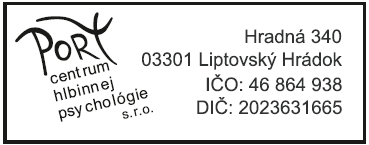 PORT
centrum
hlbinnej
psychológie
s.r.o.
Hradná 340
03301 Liptovský Hrádok
IČO: 46 864 938
DIČ: 2023631665